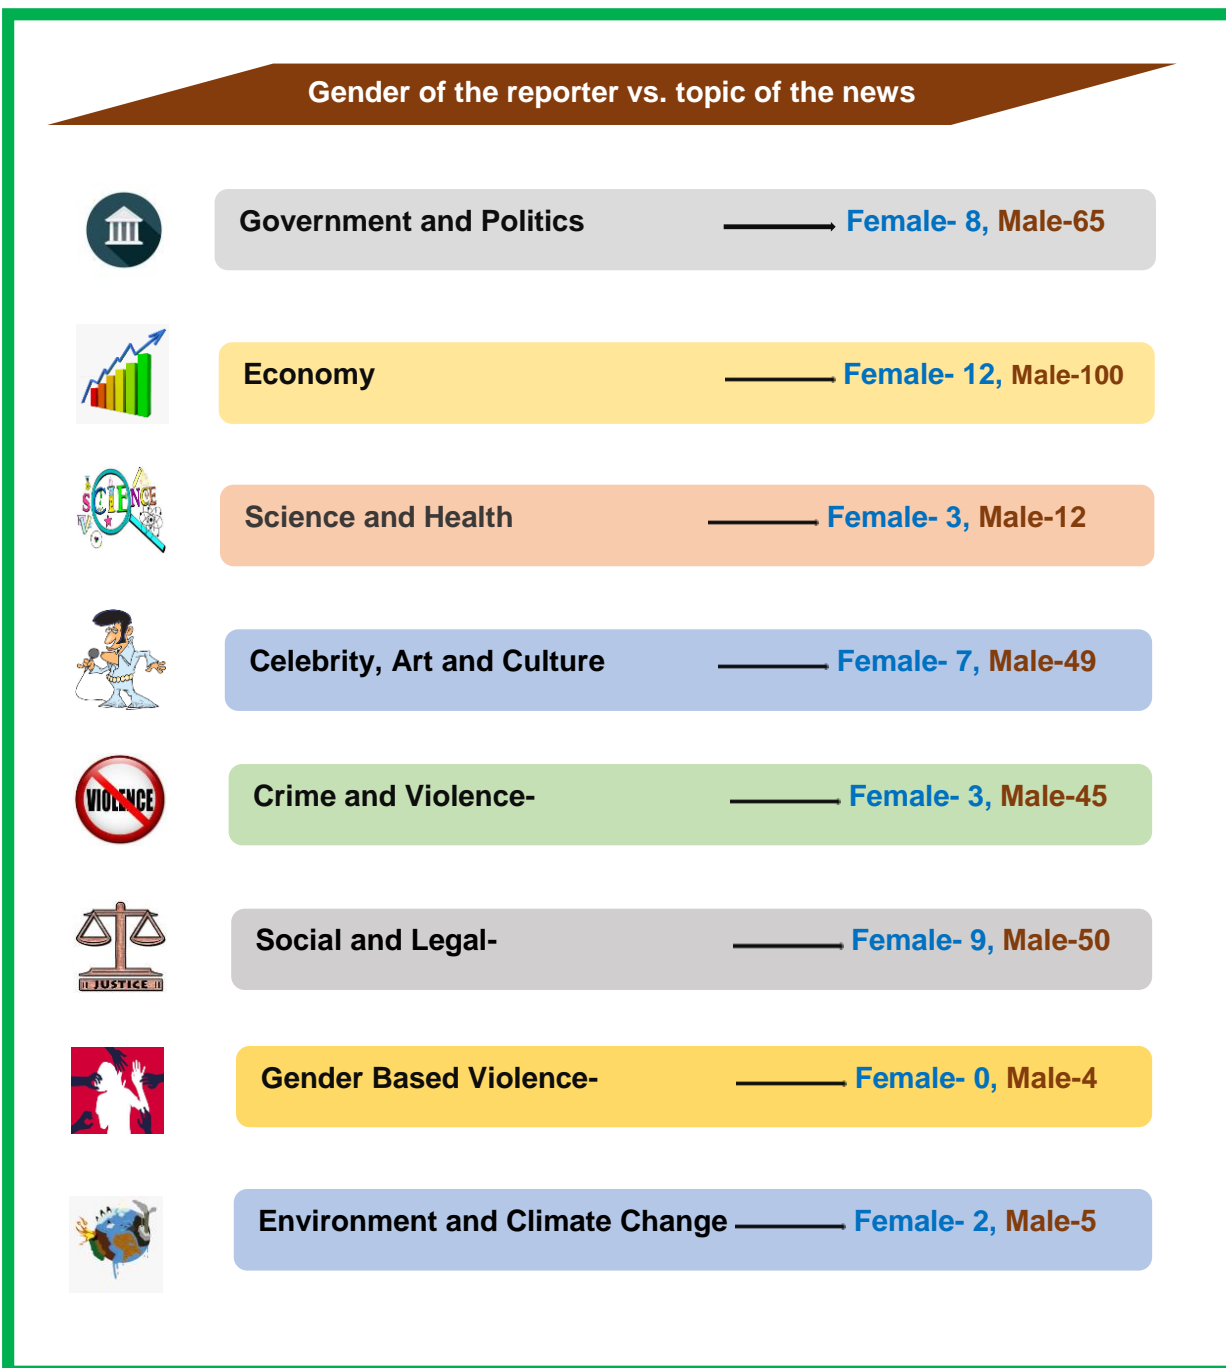 Gender of the reporter vs. topic of the news
Government and Politics Female- 8, Male-65
Economy Female- 12, Male-100
SCIENCE
Science and Health Female- 3, Male-12
Celebrity, Art and Culture Female- 7, Male-49
VIOLENCE
Crime and Violence- Female- 3, Male-45
Social and Legal- Female- 9, Male-50
JUSTICE
Gender Based Violence- Female- 0, Male-4
Environment and Climate Change Female- 2, Male-5